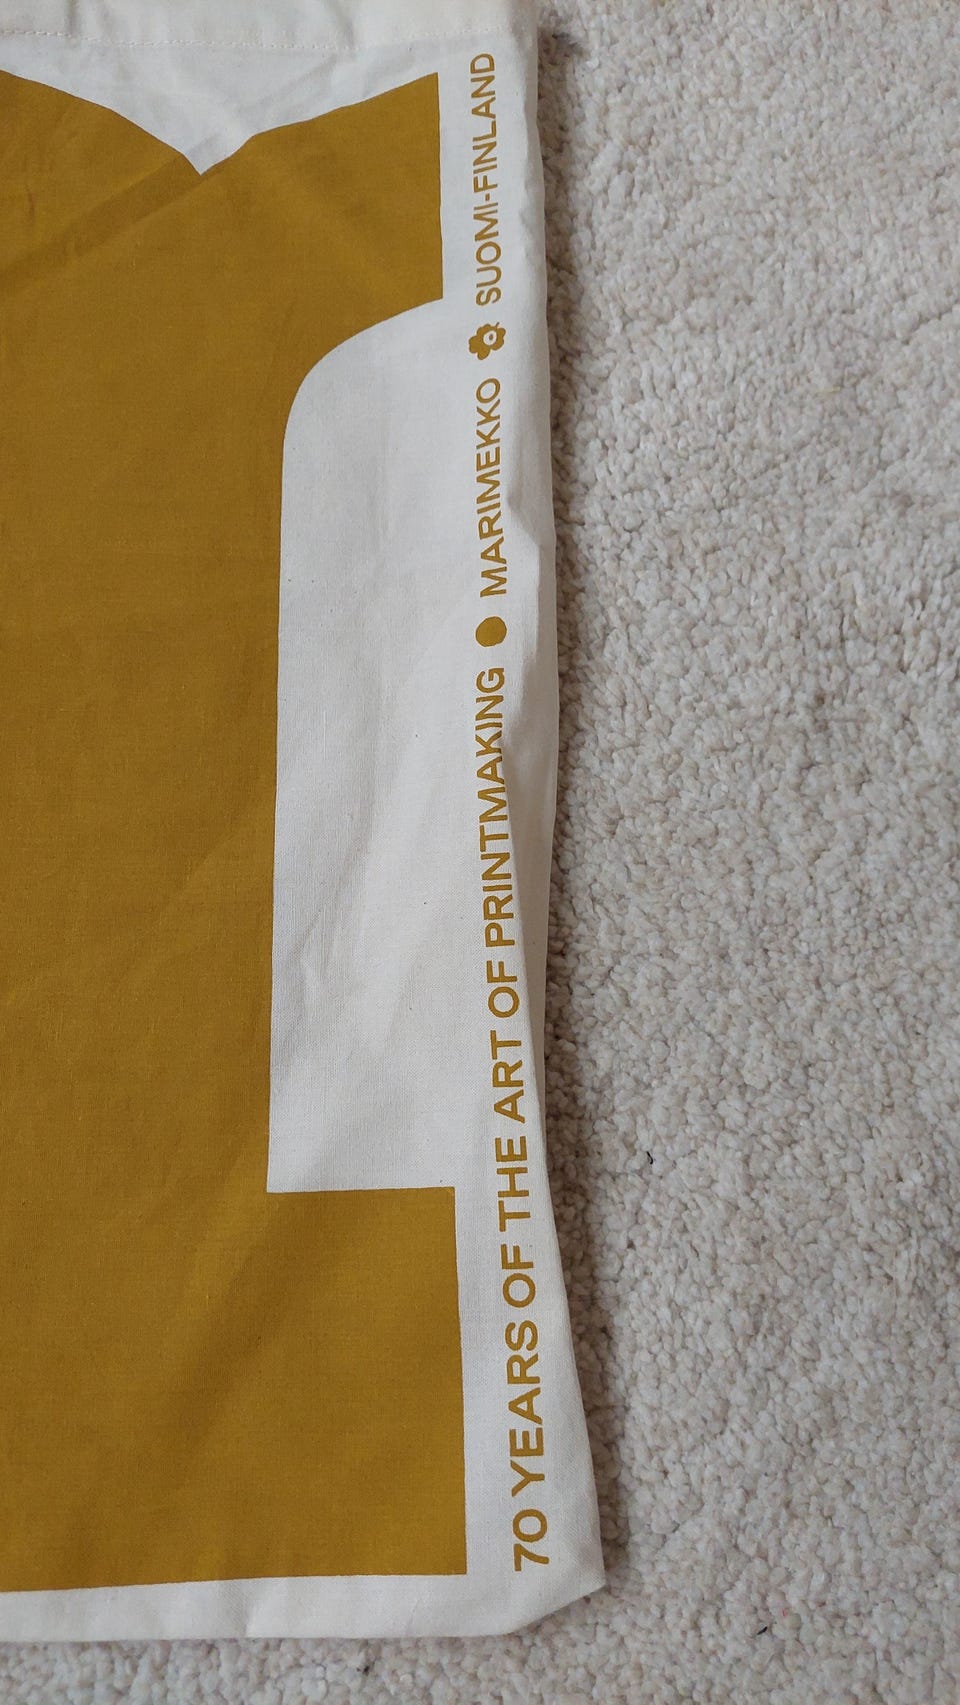 70 YEARS OF THE ART OF PRINTMAKING ● MARIMEKKO SUOMI-FINLAND